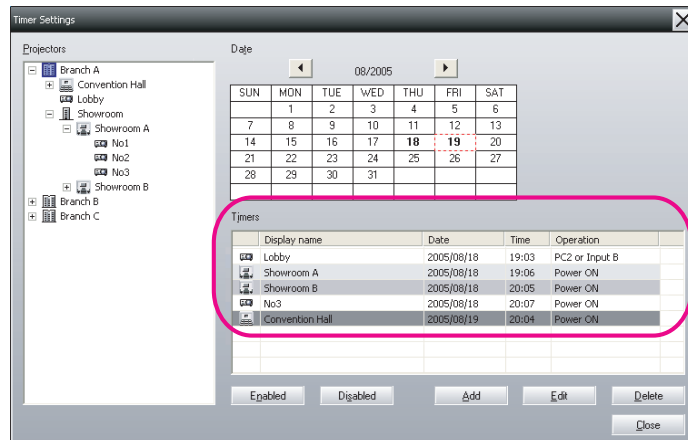 Timer Settings
Projectors
Branch A
Convention Hall
Lobby
Showroom
Showroom A
No1
No2
No3
Showroom B
Branch B
Branch C
Date
08/2005
SUN MON TUE WED THU FRI SAT
1 2 3 4 5 6
7 8 9 10 11 12 13
14 15 16 17 18 19 20
21 22 23 24 25 26 27
28 29 30 31
Timers
Display name Date Time Operation
Lobby 2005/08/18 19:03 PC2 or Input B
Showroom A 2005/08/18 19:06 Power ON
Showroom B 2005/08/18 20:05 Power ON
No3 2005/08/18 20:07 Power ON
Convention Hall 2005/08/19 20:04 Power ON
Enabled Disabled Add Edit Delete
Close